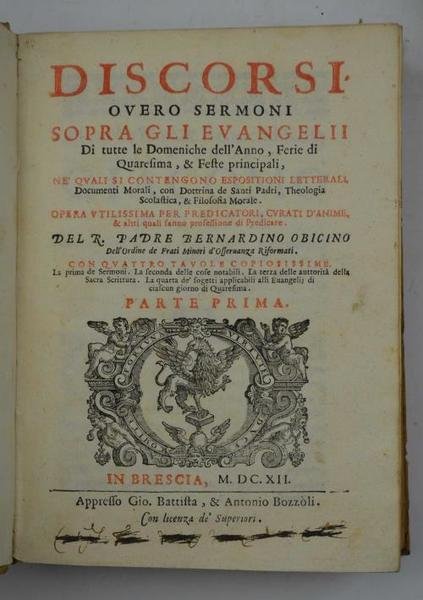 DISCORSI
OVERO SERMONI
SOPRA GLI EVANGELII
Di tutte le Domeniche dell'Anno, Ferie di
Quaresima, & Feste principali,
NE' QUALI SI CONTENGONO ESPOSITIONI LETTERALI,
Documenti Morali, con Dottrina de Santi Padri, Theologia
Scolastica, & Filosofia Morale.
OPERA VTILISSIMA PER PREDICATORI, CVRATI D'ANIME,
& altri quali fanno professione di Predicare.
DEL R. PADRE BERNARDINO OBICINO
Dell'Ordine de Frati Minori d'Osseruanza Riformati.
CON QUATTRO TAVOLE COPIOSISSIME.
La prima de Sermoni. La seconda delle cose notabili. La terza delle auttorità della
Sacra Scrittura. La quarta de' sogetti applicabili alli Euangelij di
ciascun giorno di Quaresima.
PARTE PRIMA.
IN BRESCIA, M. DC. XII.
Appresso Gio. Battista, & Antonio Bozzòli.
Con licenza de' Superiori.